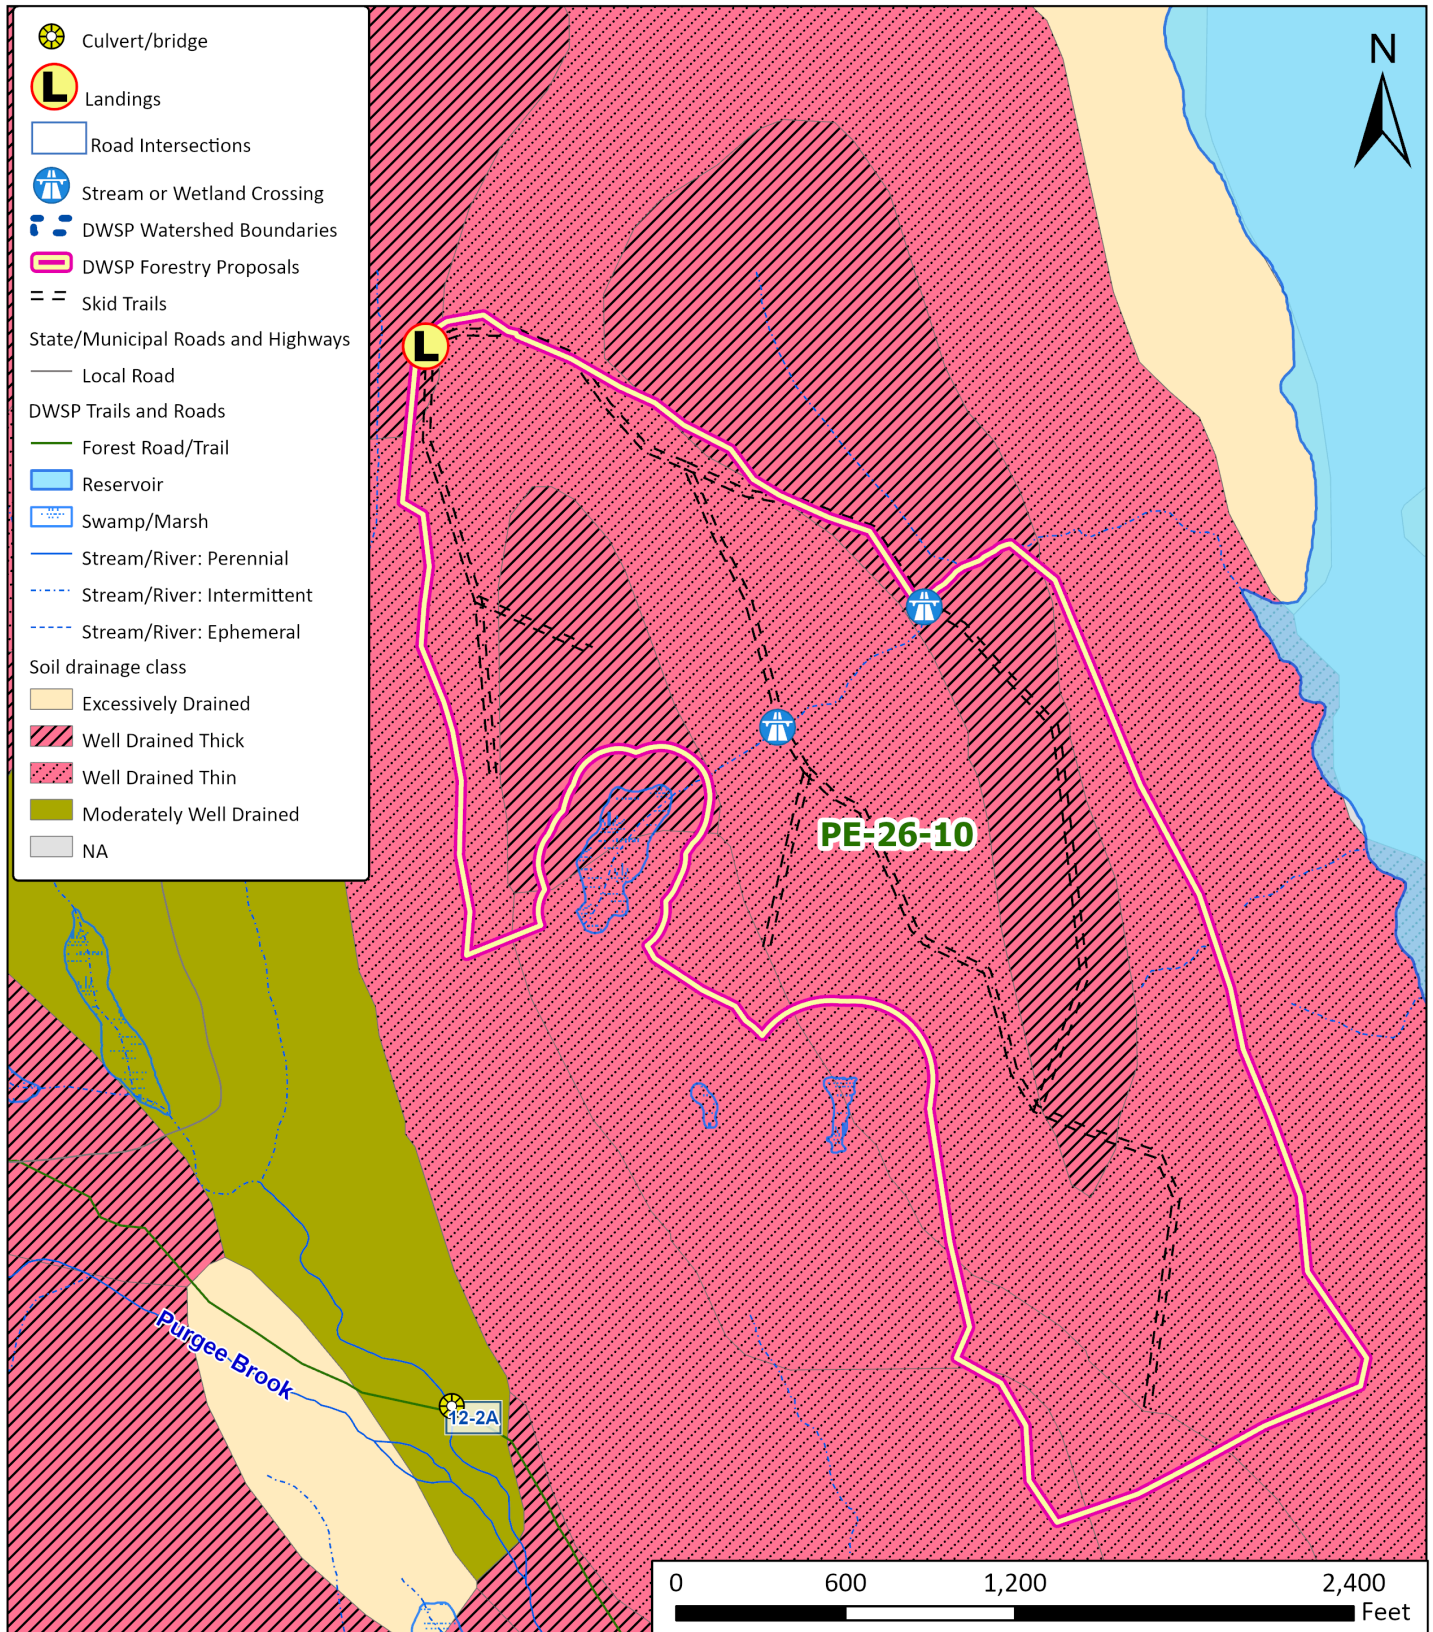 Culvert/bridge
L
Landings
Road Intersections
Stream or Wetland Crossing
DWSP Watershed Boundaries
DWSP Forestry Proposals
Skid Trails
State/Municipal Roads and Highways
Local Road
DWSP Trails and Roads
Forest Road/Trail
Reservoir
Swamp/Marsh
Stream/River: Perennial
Stream/River: Intermittent
Stream/River: Ephemeral
Soil drainage class
Excessively Drained
Well Drained Thick
Well Drained Thin
Moderately Well Drained
NA
N
L
PE-26-10
Purgee Brook
12-2A
0 600 1,200 2,400
Feet